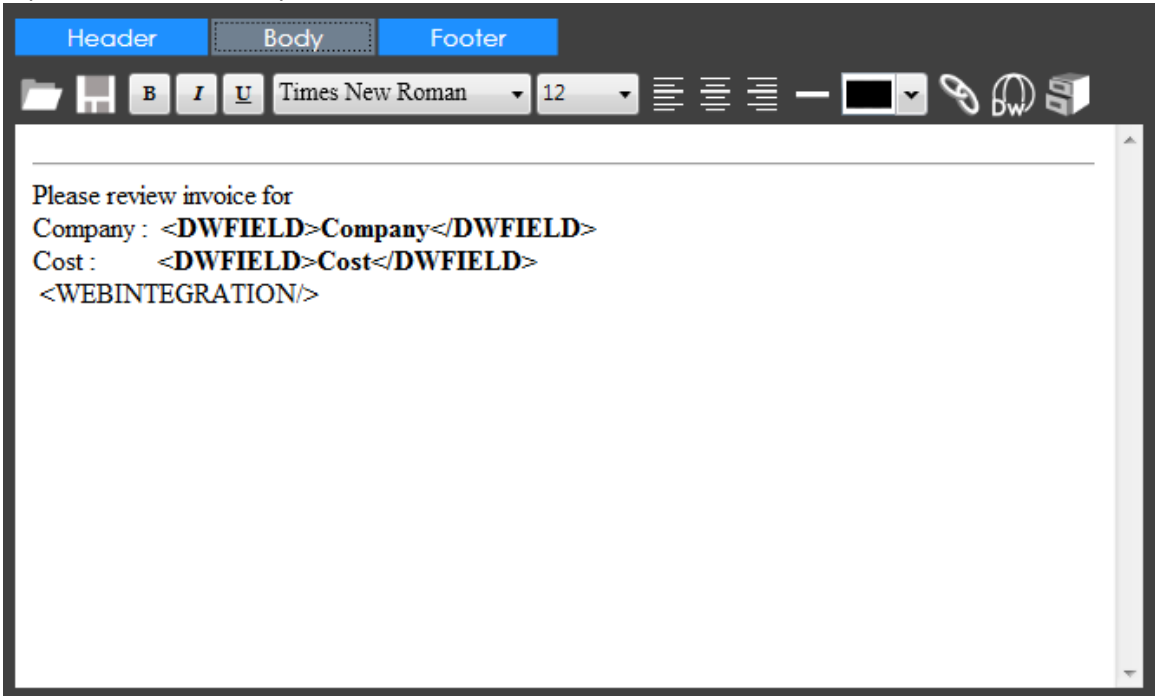 Header Body Footer
B I U Times New Roman 12 DW
Please review invoice for
Company : <DWFIELD>Company</DWFIELD>
Cost : <DWFIELD>Cost</DWFIELD>
<WEBINTEGRATION/>